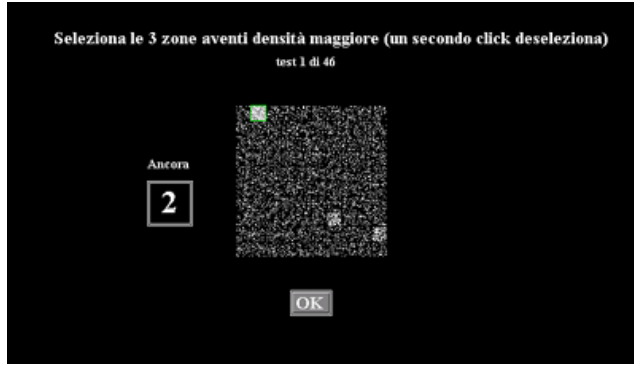 Seleziona le 3 zone aventi densità maggiore (un secondo click deseleziona)
test 1 di 46
Ancora
2
OK